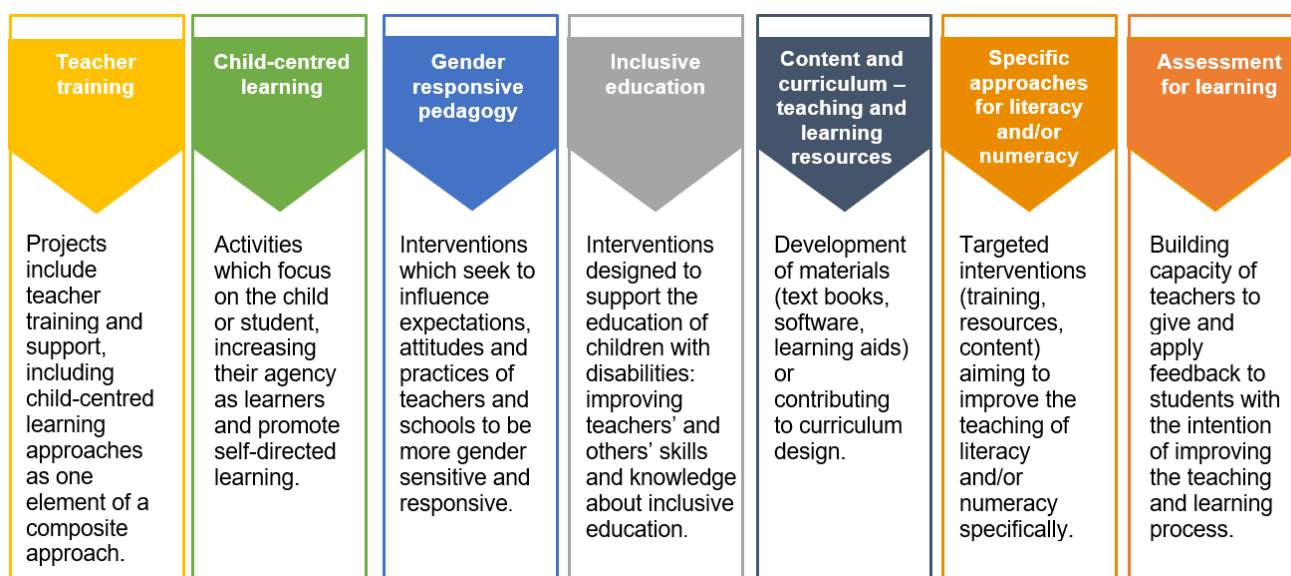 Teacher
training
Projects
include
teacher
training and
support,
including
child-centred
learning
approaches
as one
element of a
composite
approach.
Child-centred
learning
Activities
which focus
on the child
or student,
increasing
their agency
as learners
and promote
self-directed
learning.
Gender
responsive
pedagogy
Interventions
which seek to
influence
expectations,
attitudes and
practices of
teachers and
schools to be
more gender
sensitive and
responsive.
Inclusive
education
Interventions
designed to
support the
education of
children with
disabilities:
improving
teachers’ and
others’ skills
and knowledge
about inclusive
education.
Content and
curriculum –
teaching and
learning
resources
Development
of materials
(text books,
software,
learning aids)
or
contributing
to curriculum
design.
Specific
approaches
for literacy
and/or
numeracy
Targeted
interventions
(training,
resources,
content)
aiming to
improve the
teaching of
literacy
and/or
numeracy
specifically.
Assessment
for learning
Building
capacity of
teachers to
give and
apply
feedback to
students with
the intention
of improving
the teaching
and learning
process.